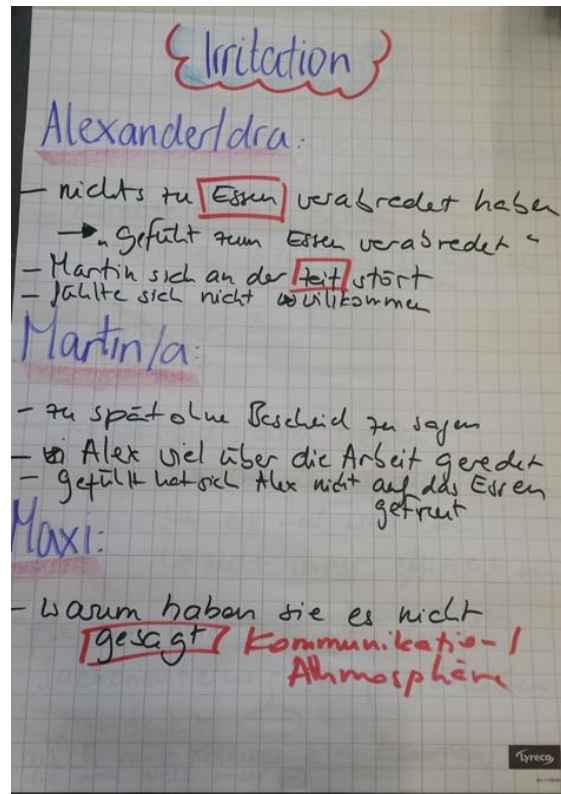 Irritation
Alexander/dra:
- nichts zu Essen verabredet haben
→ „Gefühlt zum Essen verabredet“
- Martin sich an der Zeit stört
- fühlte sich nicht willkommen
Martin/a:
- zu spät ohne Bescheid zu sagen
- Alex viel über die Arbeit geredet
- gefühlt hat sich Alex nicht auf das Essen
gefreut
Maxi:
- warum haben sie es nicht
gesagt Kommunikation/
Athmosphäre
Lyreco